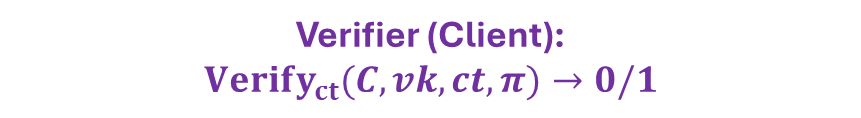 Verifier (Client):
Verify_ct(C, vk, ct, π) → 0/1